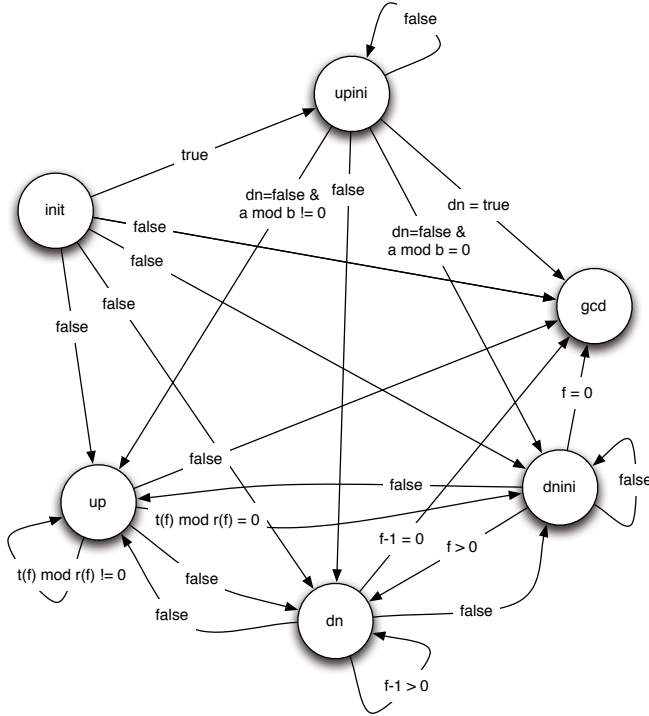 false
upini
true
dn=false &
a mod b != 0
false
dn = true
init
dn=false &
a mod b = 0
false
false
false
gcd
false
f = 0
false
false
false
dnini
up
t(f) mod r(f) = 0
f-1 = 0
f > 0
t(f) mod r(f) != 0
false
false
dn
false
f-1 > 0